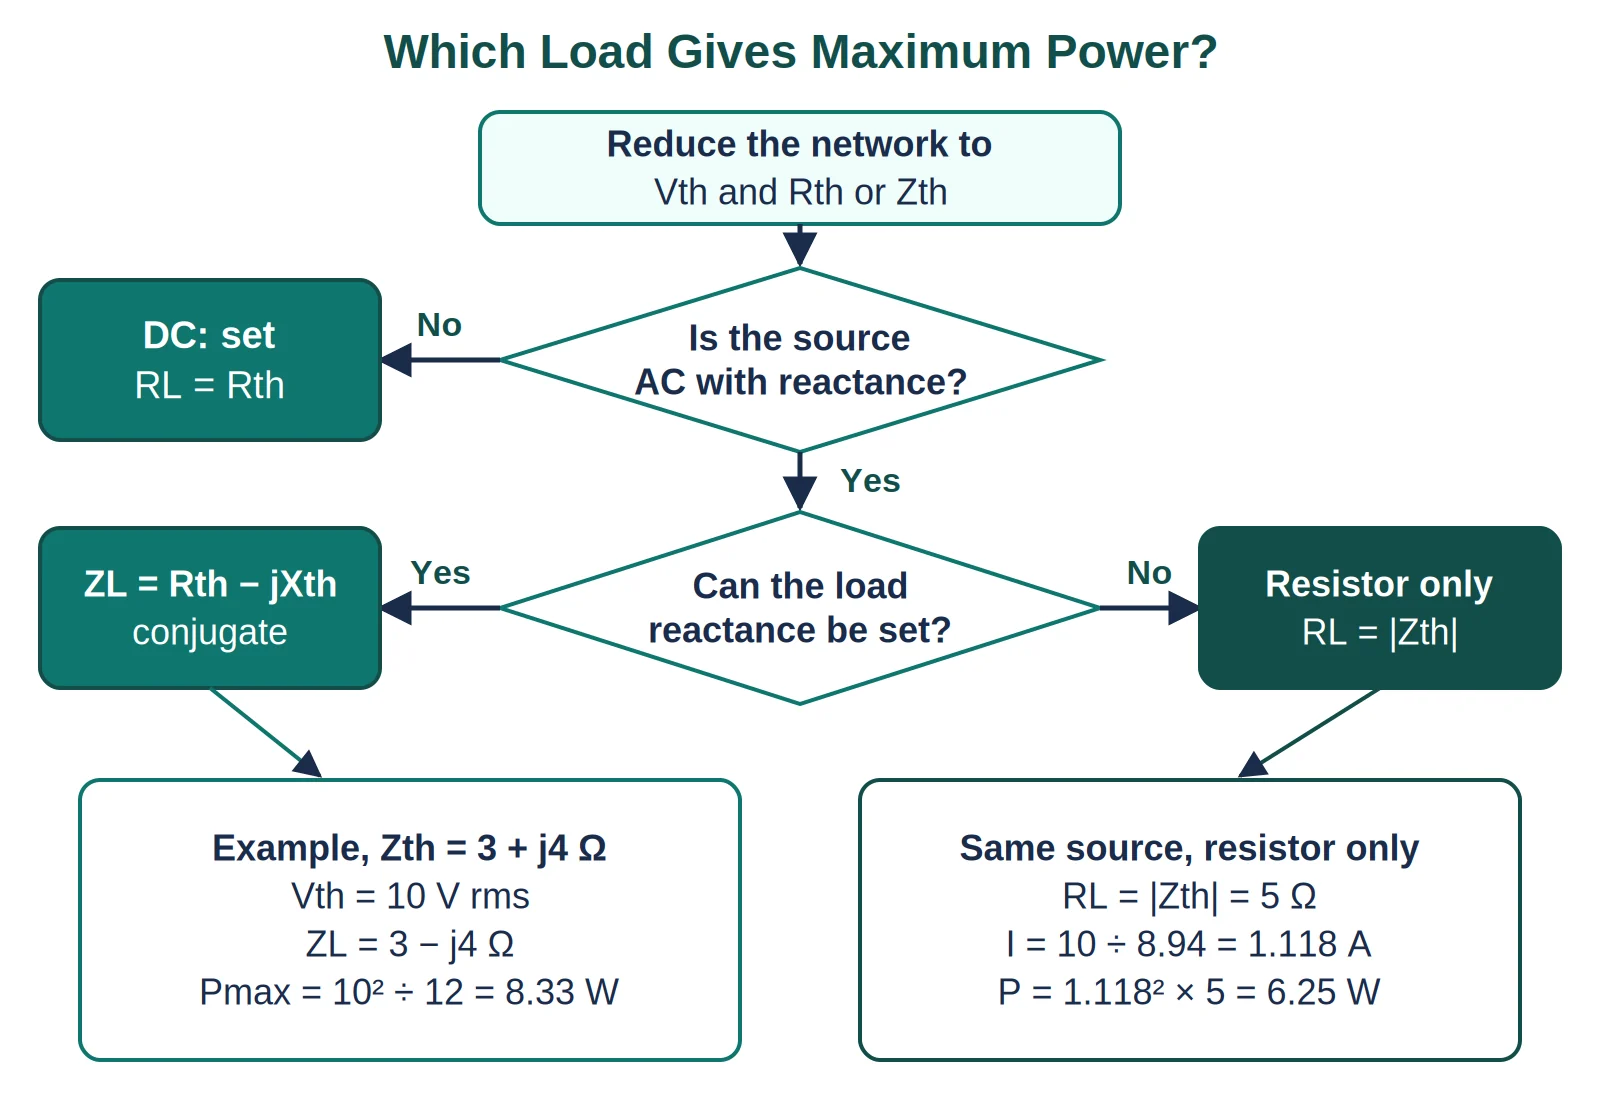 Which Load Gives Maximum Power?
Reduce the network to
Vth and Rth or Zth
Is the source
AC with reactance?
No
DC: set
RL = Rth
Yes
Can the load
reactance be set?
Yes
ZL = Rth − jXth
conjugate
No
Resistor only
RL = |Zth|
Example, Zth = 3 + j4 Ω
Vth = 10 V rms
ZL = 3 − j4 Ω
Pmax = 10² ÷ 12 = 8.33 W
Same source, resistor only
RL = |Zth| = 5 Ω
I = 10 ÷ 8.94 = 1.118 A
P = 1.118² × 5 = 6.25 W